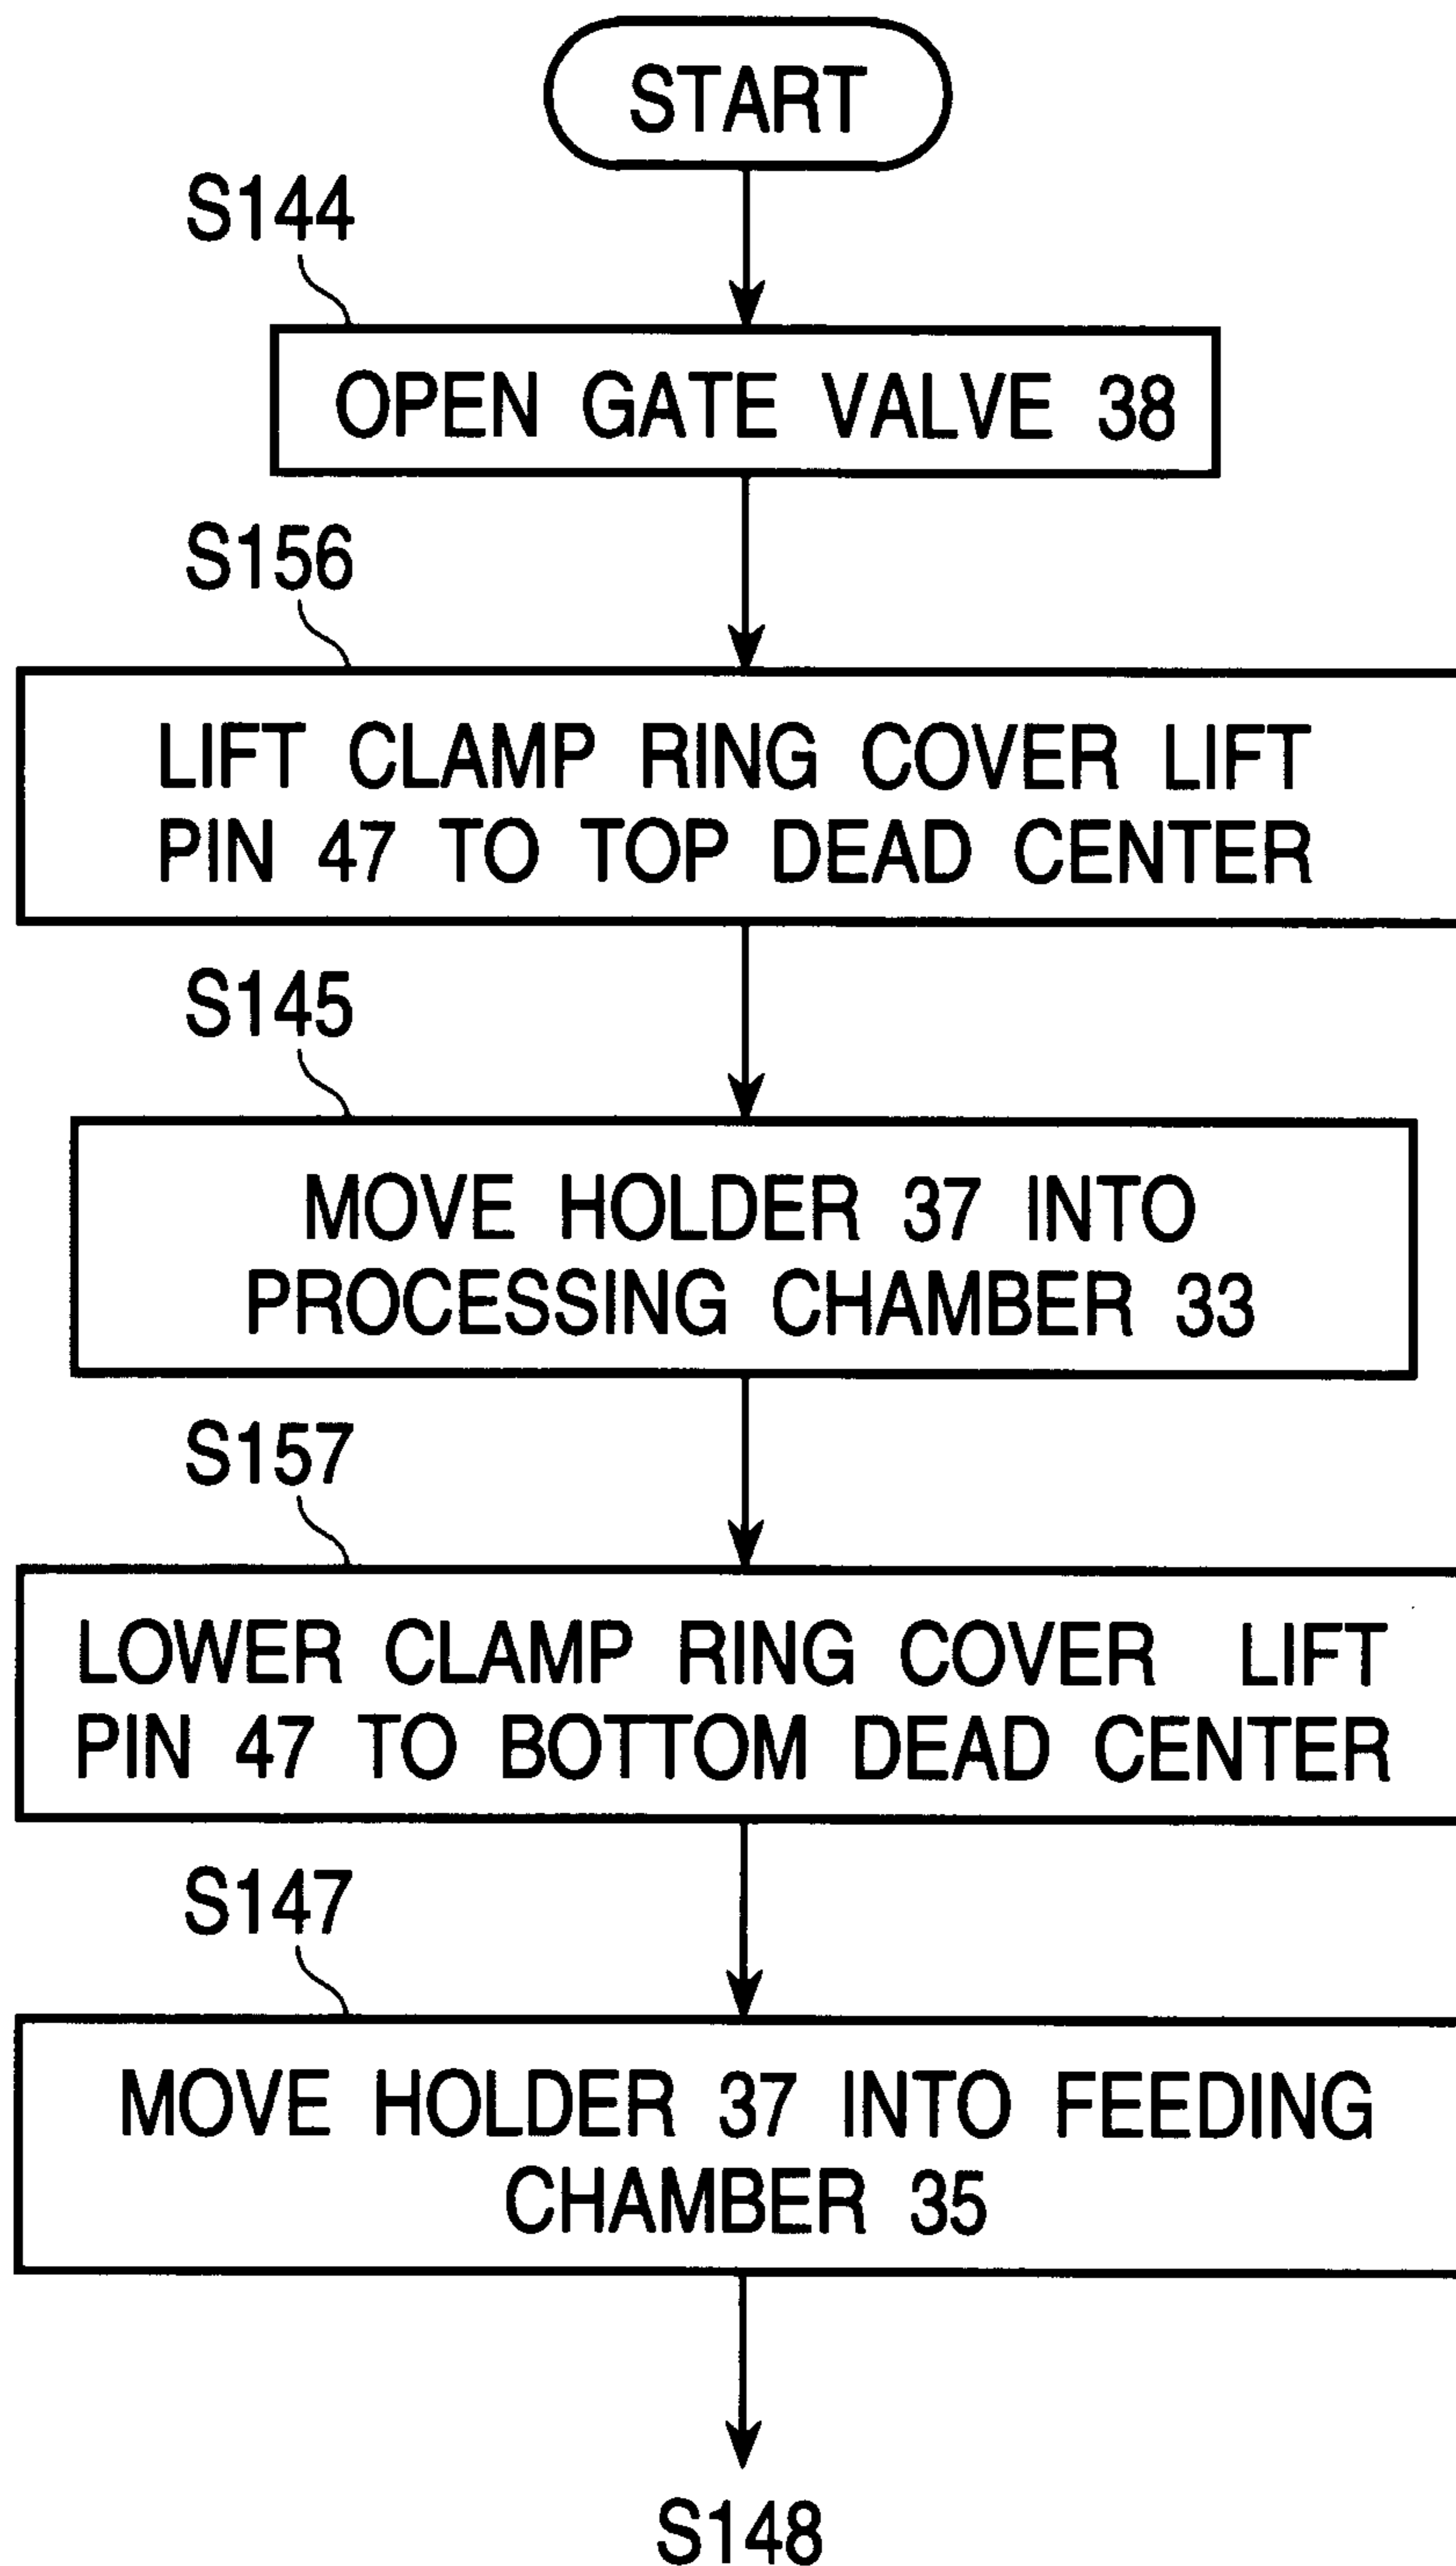 START
S144
OPEN GATE VALVE 38
S156
LIFT CLAMP RING COVER LIFT
PIN 47 TO TOP DEAD CENTER
S145
MOVE HOLDER 37 INTO
PROCESSING CHAMBER 33
S157
LOWER CLAMP RING COVER LIFT
PIN 47 TO BOTTOM DEAD CENTER
S147
MOVE HOLDER 37 INTO FEEDING
CHAMBER 35
S148